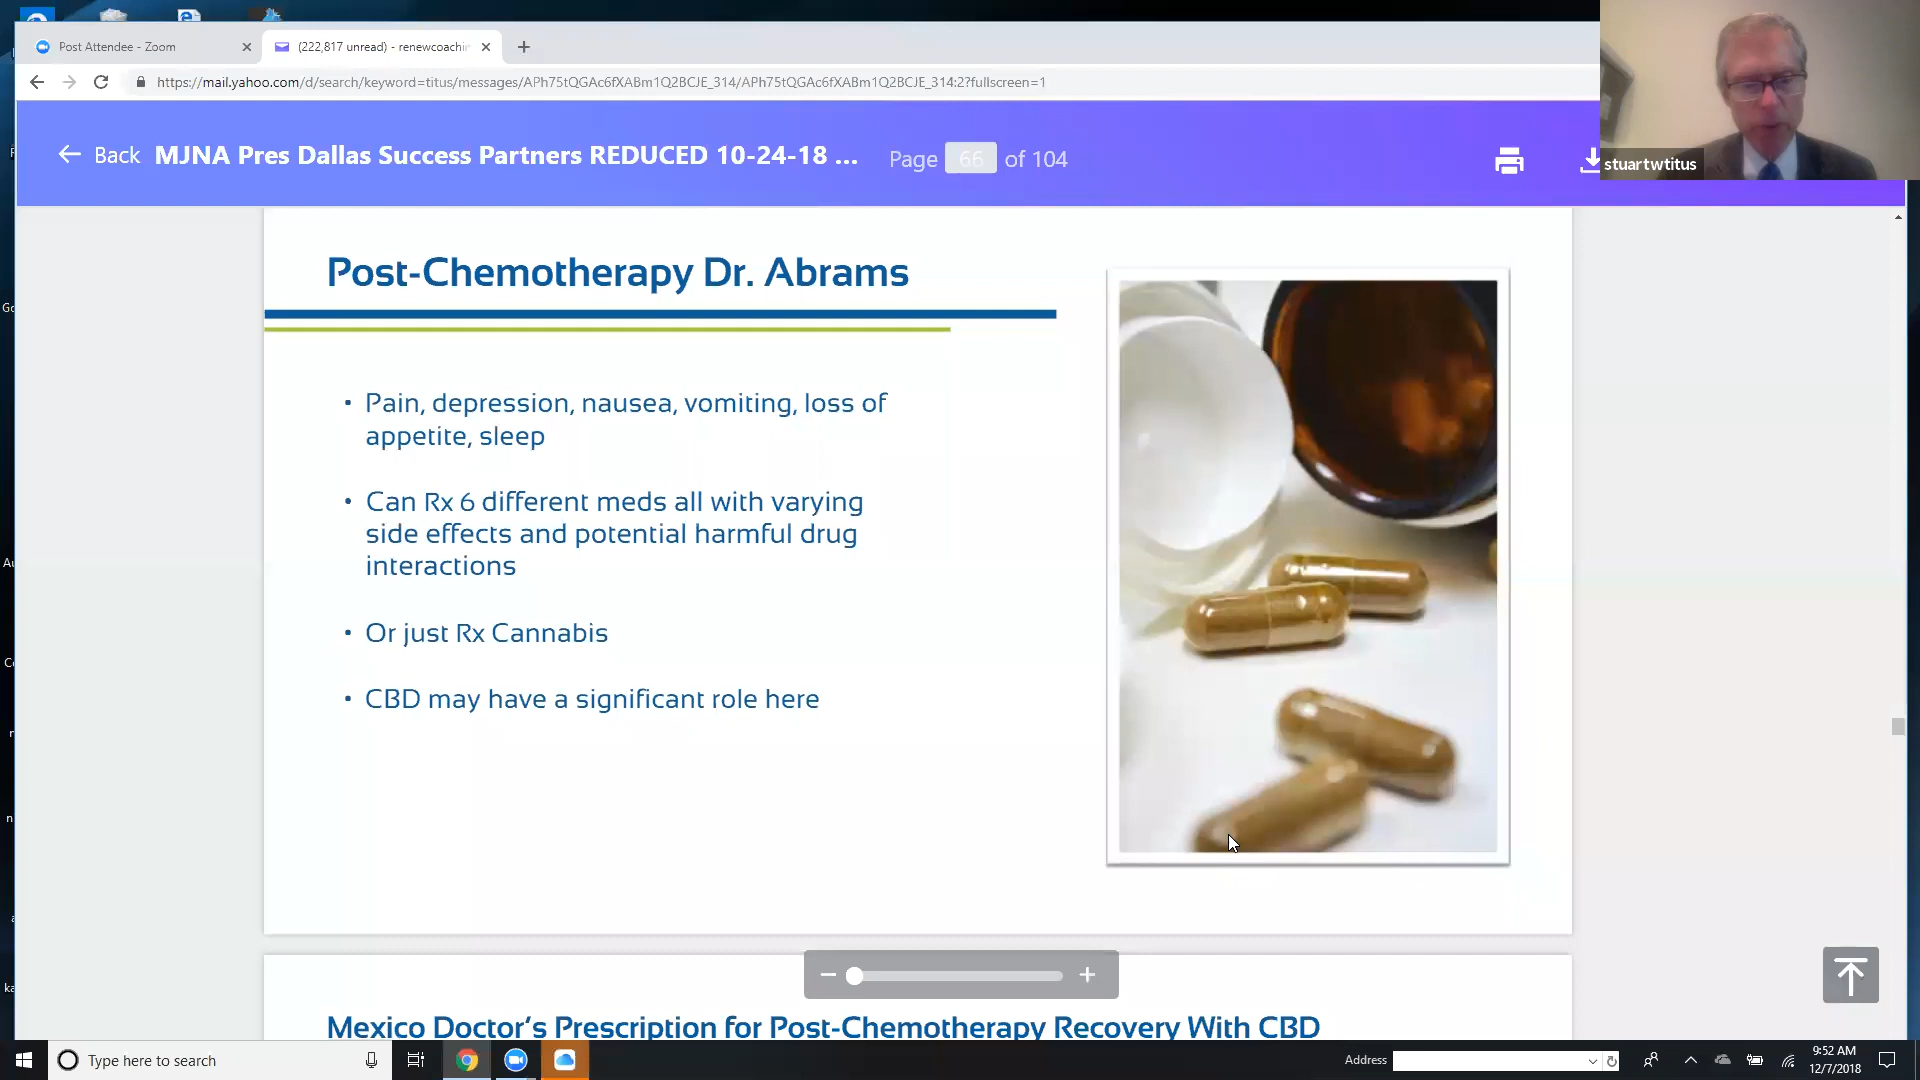 Post Attendee - Zoom
(222,817 unread) - renewcoachin
https://mail.yahoo.com/d/search/keyword=titus/messages/APh75tQGAc6fXABm1Q2BCJE_314/APh75tQGAc6fXABm1Q2BCJE_314:2?fullscreen=1
Back MJNA Pres Dallas Success Partners REDUCED 10-24-18 ... Page 66 of 104
stuartwtitus
Post-Chemotherapy Dr. Abrams
• Pain, depression, nausea, vomiting, loss of
appetite, sleep
• Can Rx 6 different meds all with varying
side effects and potential harmful drug
interactions
• Or just Rx Cannabis
• CBD may have a significant role here
Mexico Doctor's Prescription for Post-Chemotherapy Recovery With CBD
Type here to search
Address
9:52 AM
12/7/2018